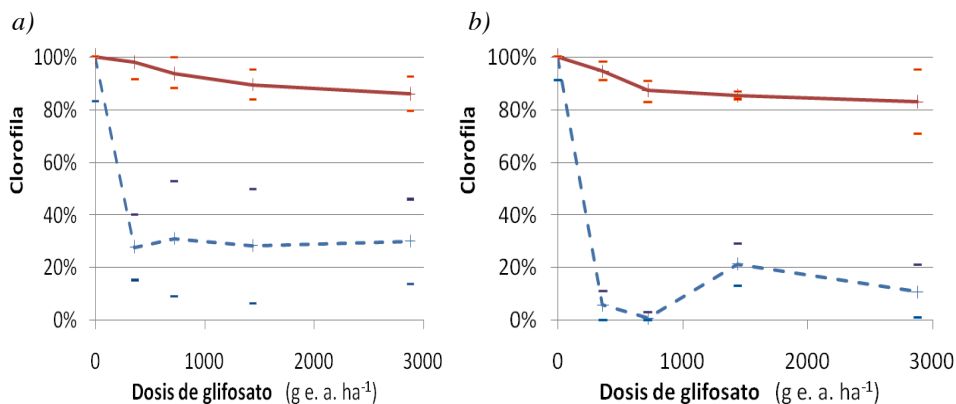 a)
100%
80%
60%
40%
20%
0%
Clorofila
0 1000 2000 3000
Dosis de glifosato (g e. a. ha⁻¹)
b)
100%
80%
60%
40%
20%
0%
Clorofila
0 1000 2000 3000
Dosis de glifosato (g e. a. ha⁻¹)